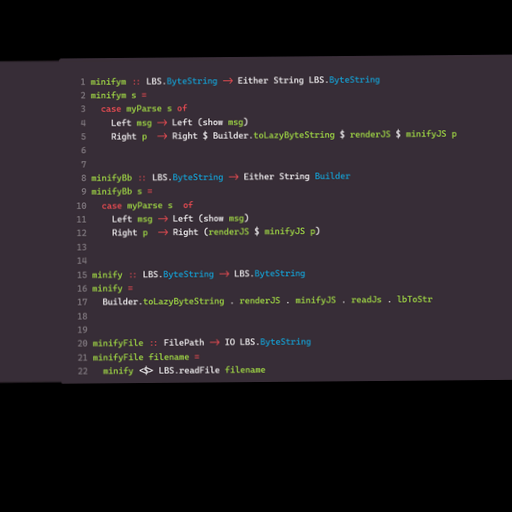 1 minifym :: LBS.ByteString → Either String LBS.ByteString
2 minifym s =
3   case myParse s of
4     Left msg → Left (show msg)
5     Right p  → Right $ Builder.toLazyByteString $ renderJS $ minifyJS p
6
7
8 minifyBb :: LBS.ByteString → Either String Builder
9 minifyBb s =
10   case myParse s  of
11     Left msg → Left (show msg)
12     Right p  → Right (renderJS $ minifyJS p)
13
14
15 minify :: LBS.ByteString → LBS.ByteString
16 minify =
17   Builder.toLazyByteString . renderJS . minifyJS . readJs . lbToStr
18
19
20 minifyFile :: FilePath → IO LBS.ByteString
21 minifyFile filename =
22   minify <$> LBS.readFile filename